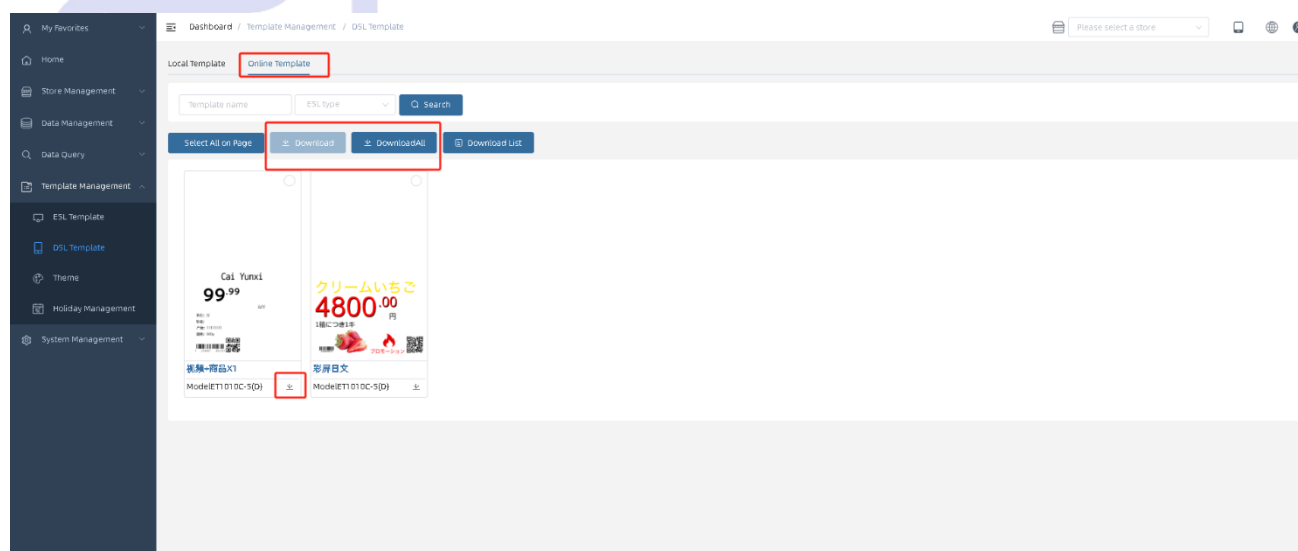 My Favorites
Dashboard / Template Management / DSL Template
Please select a store
Home
Store Management
Data Management
Data Query
Template Management
ESL Template
DSL Template
Theme
Holiday Management
System Management
Local Template
Online Template
Template name
ESL type
Search
Select All on Page
Download
DownloadAll
Download List
Cai Yunxi
99.99
视频+商品X1
ModelET1010C-5(D)
クリームいちご
4800.00
円
1箱につき1キ
プロモーション
彩屏日文
ModelET1010C-5(D)